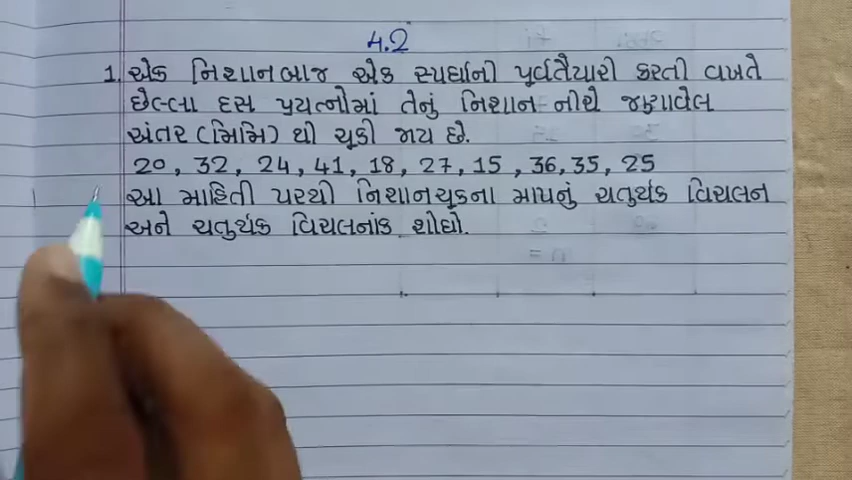 4.2
1. એક નિશાનબાજ એક સ્પર્ધાની પૂર્વતૈયારી કરતી વખતે
છેલ્લા દસ પ્રયત્નોમાં તેનું નિશાન નીચે જણાવેલ
અંતર (મિમિ) થી ચૂકી જાય છે.
20, 32, 24, 41, 18, 27, 15, 36, 35, 25
આ માહિતી પરથી નિશાનચૂકના માપનું ચતુર્થક વિચલન
અને ચતુર્થક વિચલનાંક શોધો.